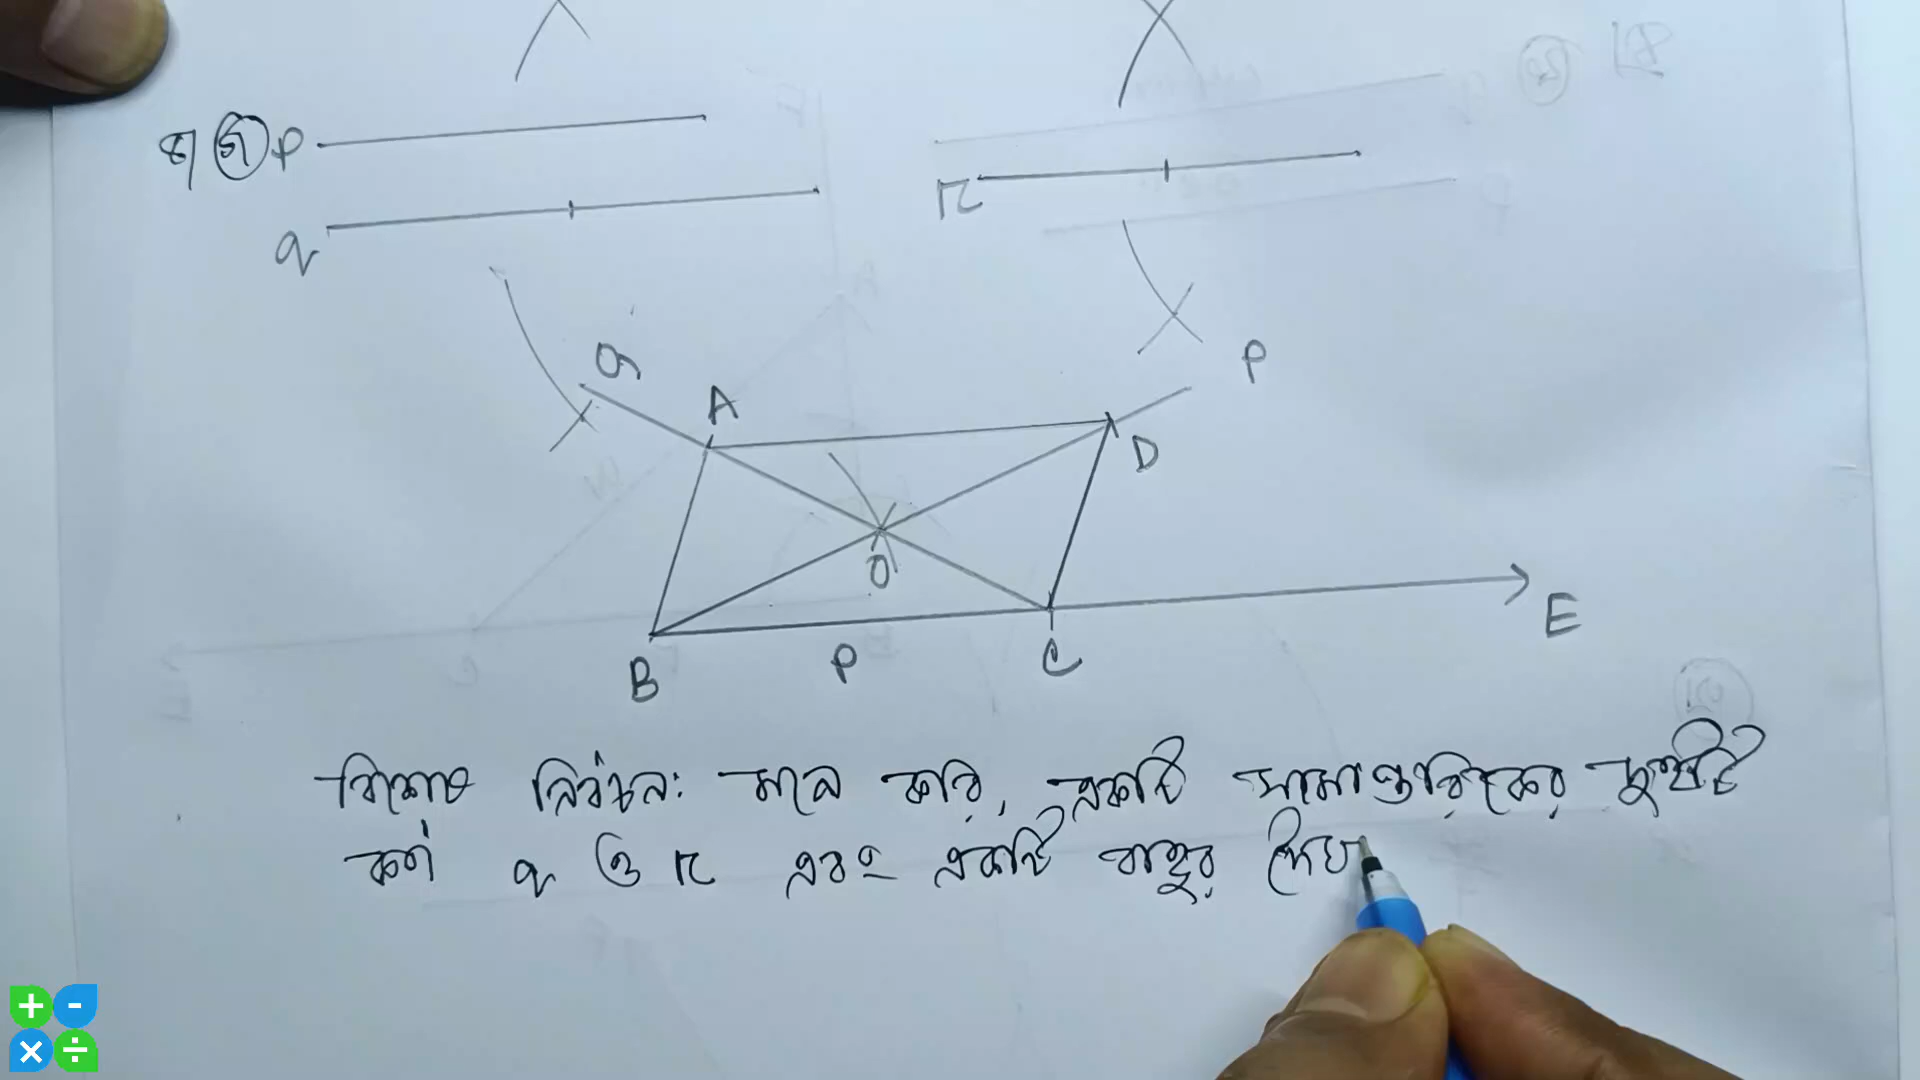 P
q
r
Q
A
P
D
O
E
B
P
C
বিশেষ নির্বচন: মনে করি, একটি সামান্তরিকের দুইটি
কর্ণ q ও r এবং একটি বাহুর দৈর্ঘ
+ -
× ÷